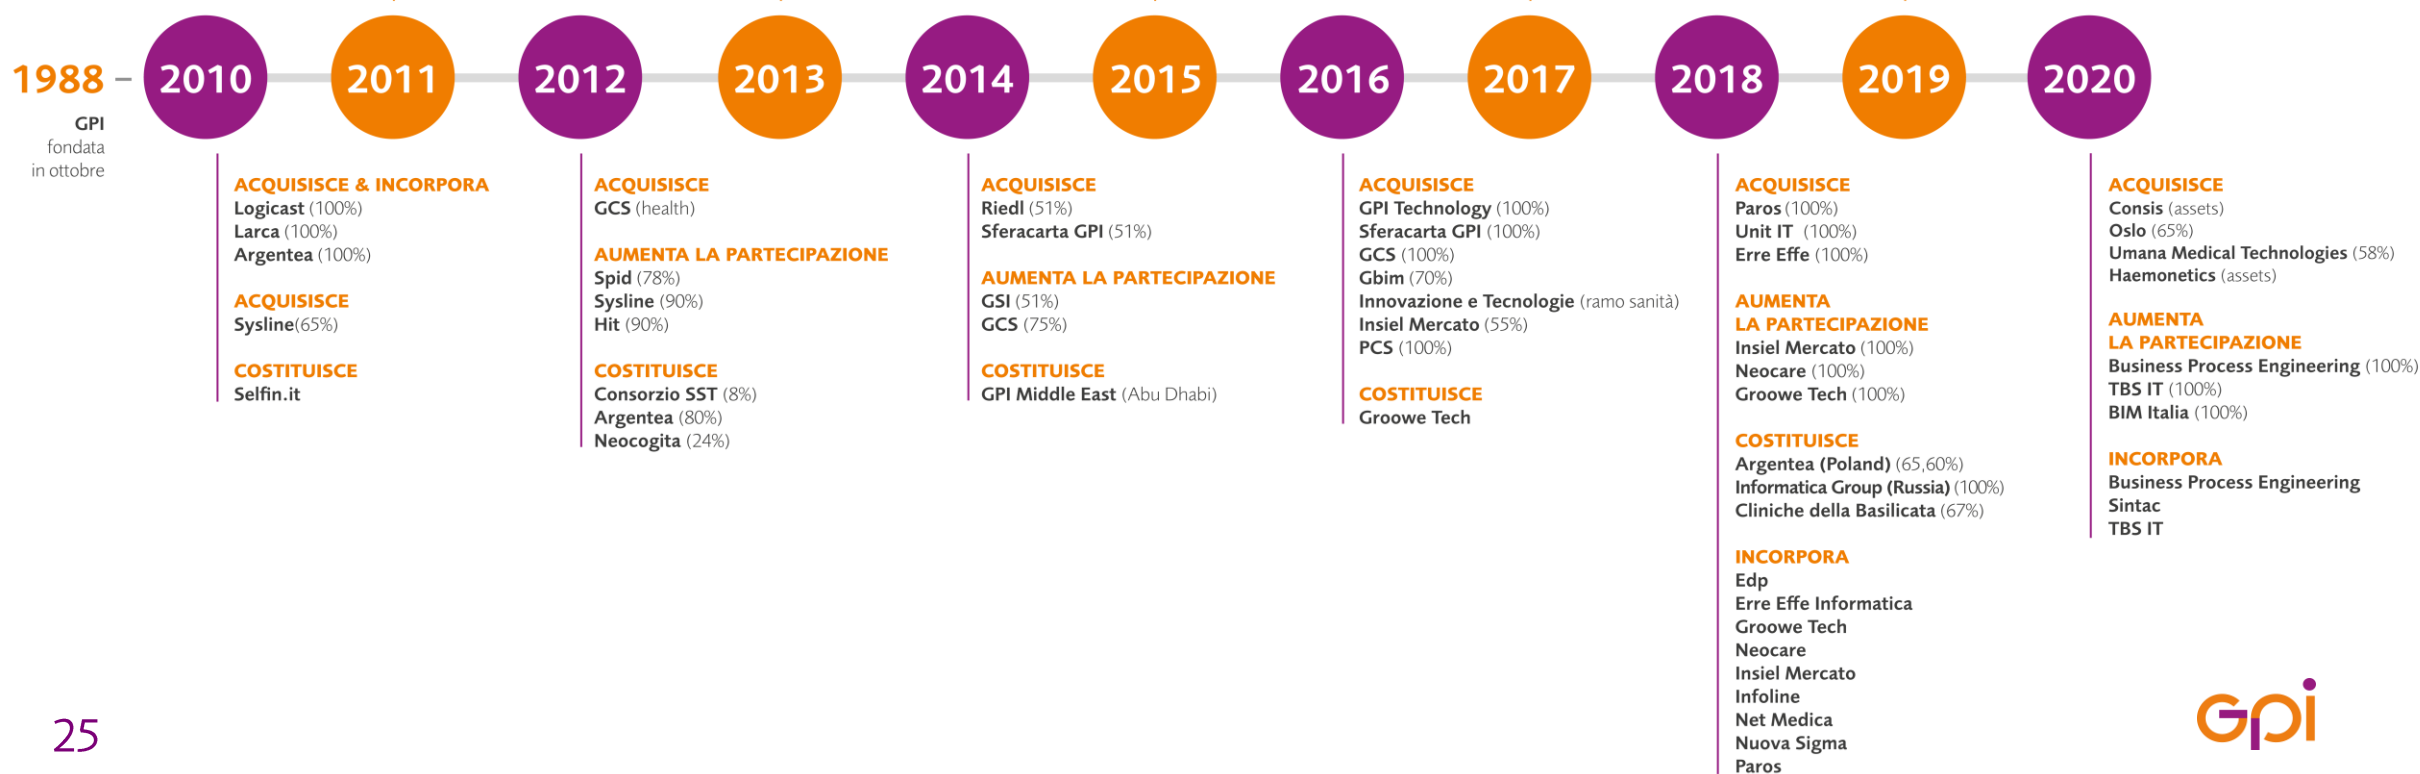 1988
2010
2011
2012
2013
2014
2015
2016
2017
2018
2019
2020
GPI
fondata
in ottobre
ACQUISISCE & INCORPORA
Logicast (100%)
Larca (100%)
Argentea (100%)
ACQUISISCE
Sysline(65%)
COSTITUISCE
Selfin.it
ACQUISISCE
GCS (health)
AUMENTA LA PARTECIPAZIONE
Spid (78%)
Sysline (90%)
Hit (90%)
COSTITUISCE
Consorzio SST (8%)
Argentea (80%)
Neocogita (24%)
ACQUISISCE
Riedl (51%)
Sferacarta GPI (51%)
AUMENTA LA PARTECIPAZIONE
GSI (51%)
GCS (75%)
COSTITUISCE
GPI Middle East (Abu Dhabi)
ACQUISISCE
GPI Technology (100%)
Sferacarta GPI (100%)
GCS (100%)
Gbim (70%)
Innovazione e Tecnologie (ramo sanità)
Insiel Mercato (55%)
PCS (100%)
COSTITUISCE
Groowe Tech
ACQUISISCE
Paros (100%)
Unit IT (100%)
Erre Effe (100%)
AUMENTA
LA PARTECIPAZIONE
Insiel Mercato (100%)
Neocare (100%)
Groowe Tech (100%)
COSTITUISCE
Argentea (Poland) (65,60%)
Informatica Group (Russia) (100%)
Cliniche della Basilicata (67%)
INCORPORA
Edp
Erre Effe Informatica
Groowe Tech
Neocare
Insiel Mercato
Infoline
Net Medica
Nuova Sigma
Paros
ACQUISISCE
Consis (assets)
Oslo (65%)
Umana Medical Technologies (58%)
Haemonetics (assets)
AUMENTA
LA PARTECIPAZIONE
Business Process Engineering (100%)
TBS IT (100%)
BIM Italia (100%)
INCORPORA
Business Process Engineering
Sintac
TBS IT
25
Gpi